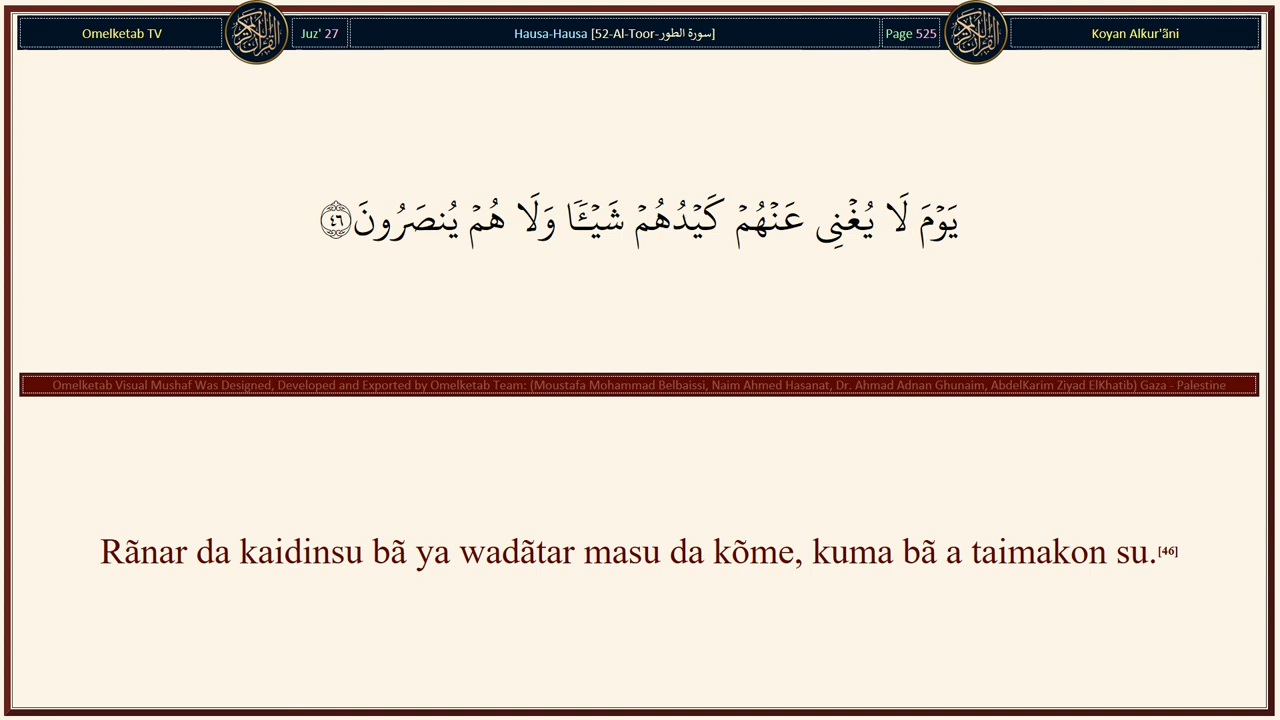 Omelketab TV
Juz' 27
Hausa-Hausa [52-Al-Toor-سورة الطور]
Page 525
Koyan Alkur'ãni
يَوۡمَ لَا يُغۡنِي عَنۡهُمۡ كَيۡدُهُمۡ شَيۡـٔٗا وَلَا هُمۡ يُنصَرُونَ ٤٦
Omelketab Visual Mushaf Was Designed, Developed and Exported by Omelketab Team: (Moustafa Mohammad Belbaissi, Naim Ahmed Hasanat, Dr. Ahmad Adnan Ghunaim, AbdelKarim Ziyad ElKhatib) Gaza - Palestine
Rãnar da kaidinsu bã ya wadãtar masu da kõme, kuma bã a taimakon su.[46]